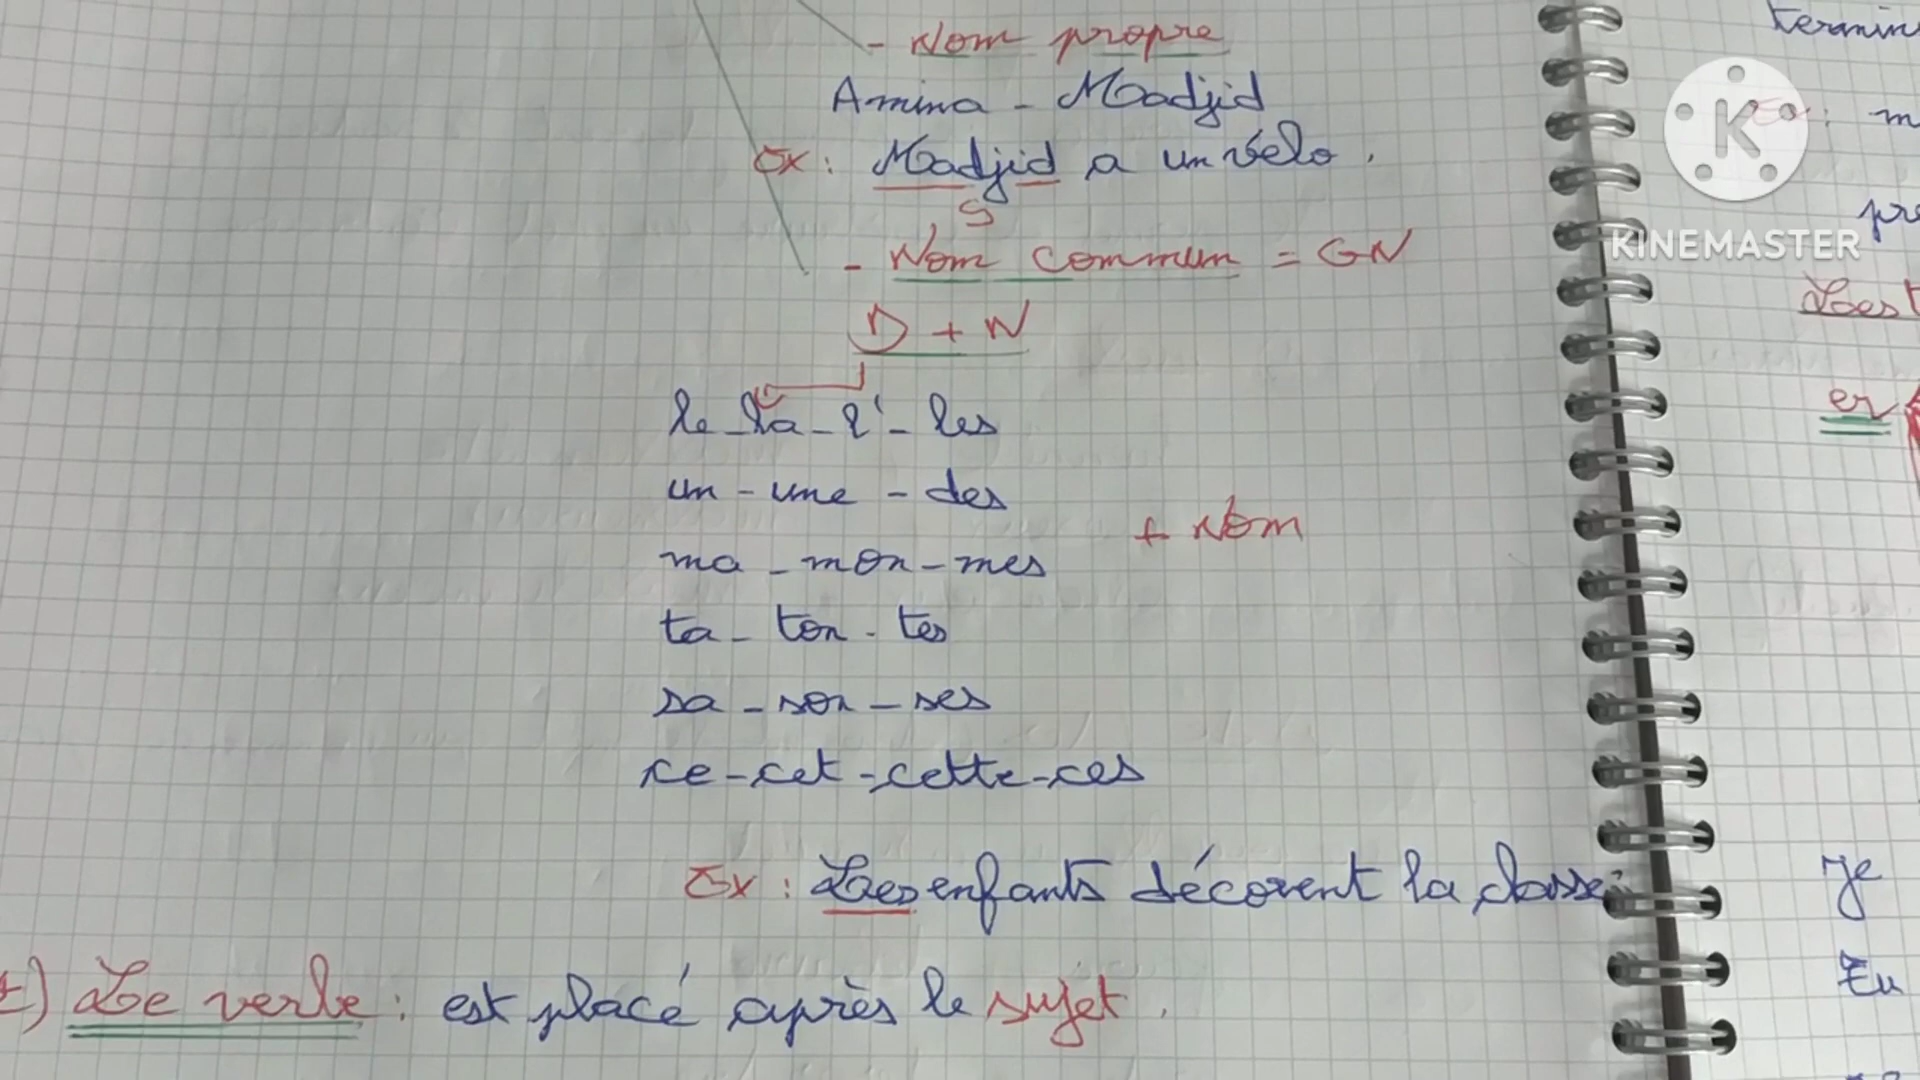 - Nom propre
Amina - Madjid
Ex : Madjid a un vélo.
S
- Nom commun = GN
D + N
le - la - l' - les
un - une - des
+ Nom
ma - mon - mes
ta - ton - tes
sa - son - ses
ce - cet - cette - ces
Ex : Les enfants décorent la classe.
Le verbe : est placé après le sujet.
KINEMASTER
er
Je